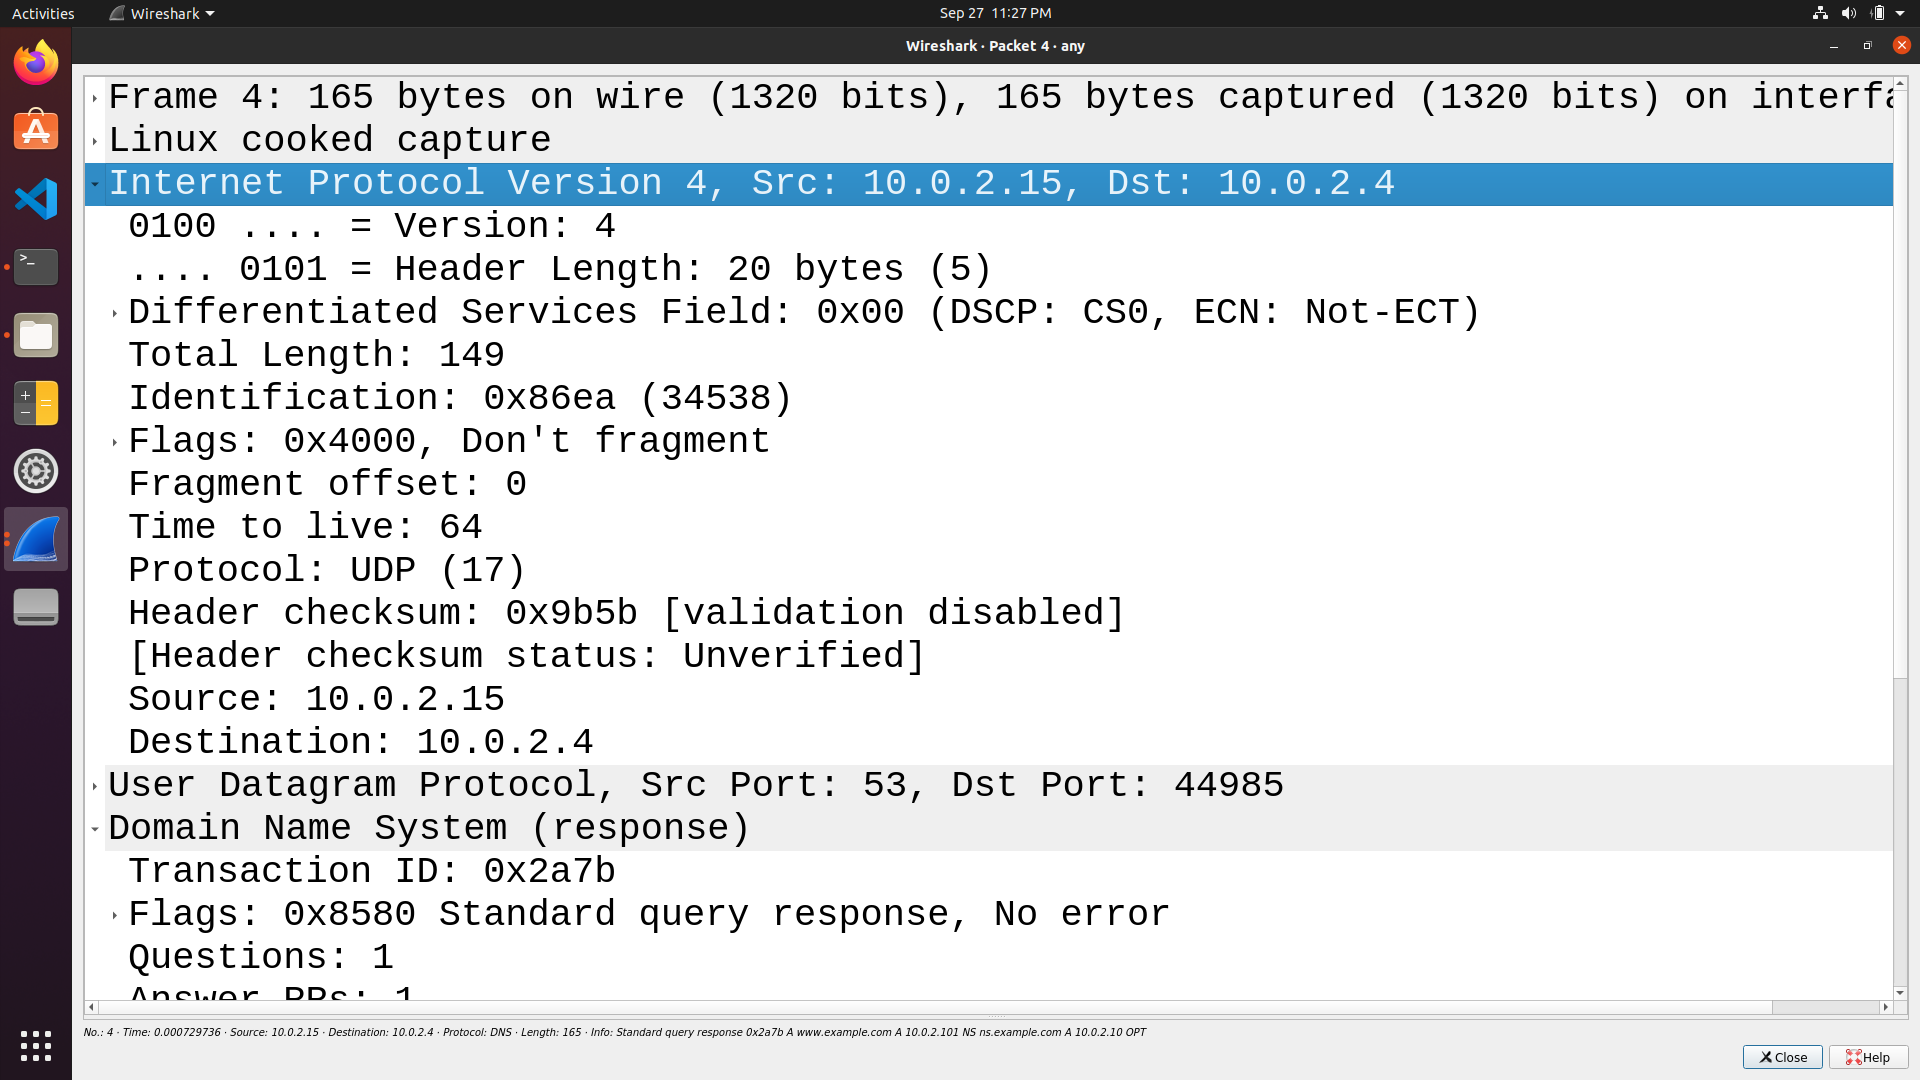 Activities Wireshark Sep 27 11:27 PM
Wireshark · Packet 4 · any
Frame 4: 165 bytes on wire (1320 bits), 165 bytes captured (1320 bits) on interfa
Linux cooked capture
Internet Protocol Version 4, Src: 10.0.2.15, Dst: 10.0.2.4
0100 .... = Version: 4
.... 0101 = Header Length: 20 bytes (5)
Differentiated Services Field: 0x00 (DSCP: CS0, ECN: Not-ECT)
Total Length: 149
Identification: 0x86ea (34538)
Flags: 0x4000, Don't fragment
Fragment offset: 0
Time to live: 64
Protocol: UDP (17)
Header checksum: 0x9b5b [validation disabled]
[Header checksum status: Unverified]
Source: 10.0.2.15
Destination: 10.0.2.4
User Datagram Protocol, Src Port: 53, Dst Port: 44985
Domain Name System (response)
Transaction ID: 0x2a7b
Flags: 0x8580 Standard query response, No error
Questions: 1
Answer RRs: 1
No.: 4 · Time: 0.000729736 · Source: 10.0.2.15 · Destination: 10.0.2.4 · Protocol: DNS · Length: 165 · Info: Standard query response 0x2a7b A www.example.com A 10.0.2.101 NS ns.example.com A 10.0.2.10 OPT
Close Help